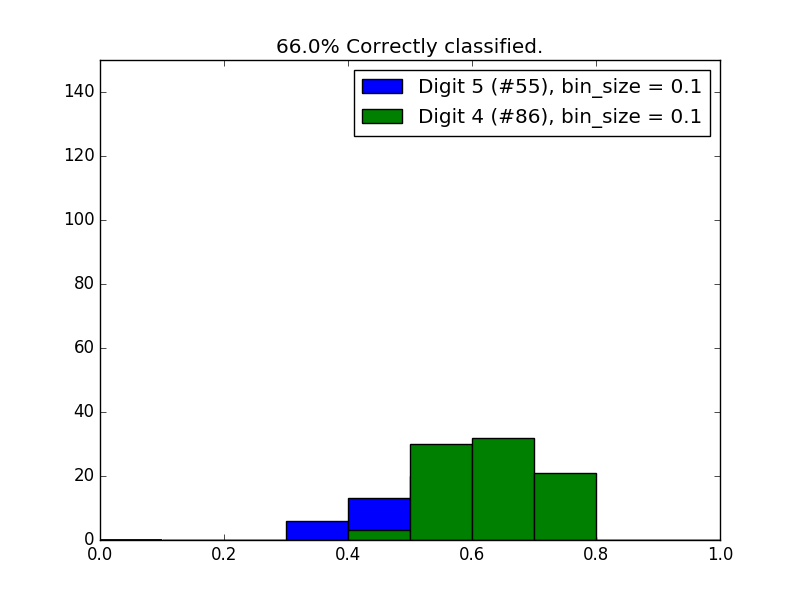 66.0% Correctly classified.
Digit 5 (#55), bin_size = 0.1
Digit 4 (#86), bin_size = 0.1
140
120
100
80
60
40
20
0
0.0 0.2 0.4 0.6 0.8 1.0